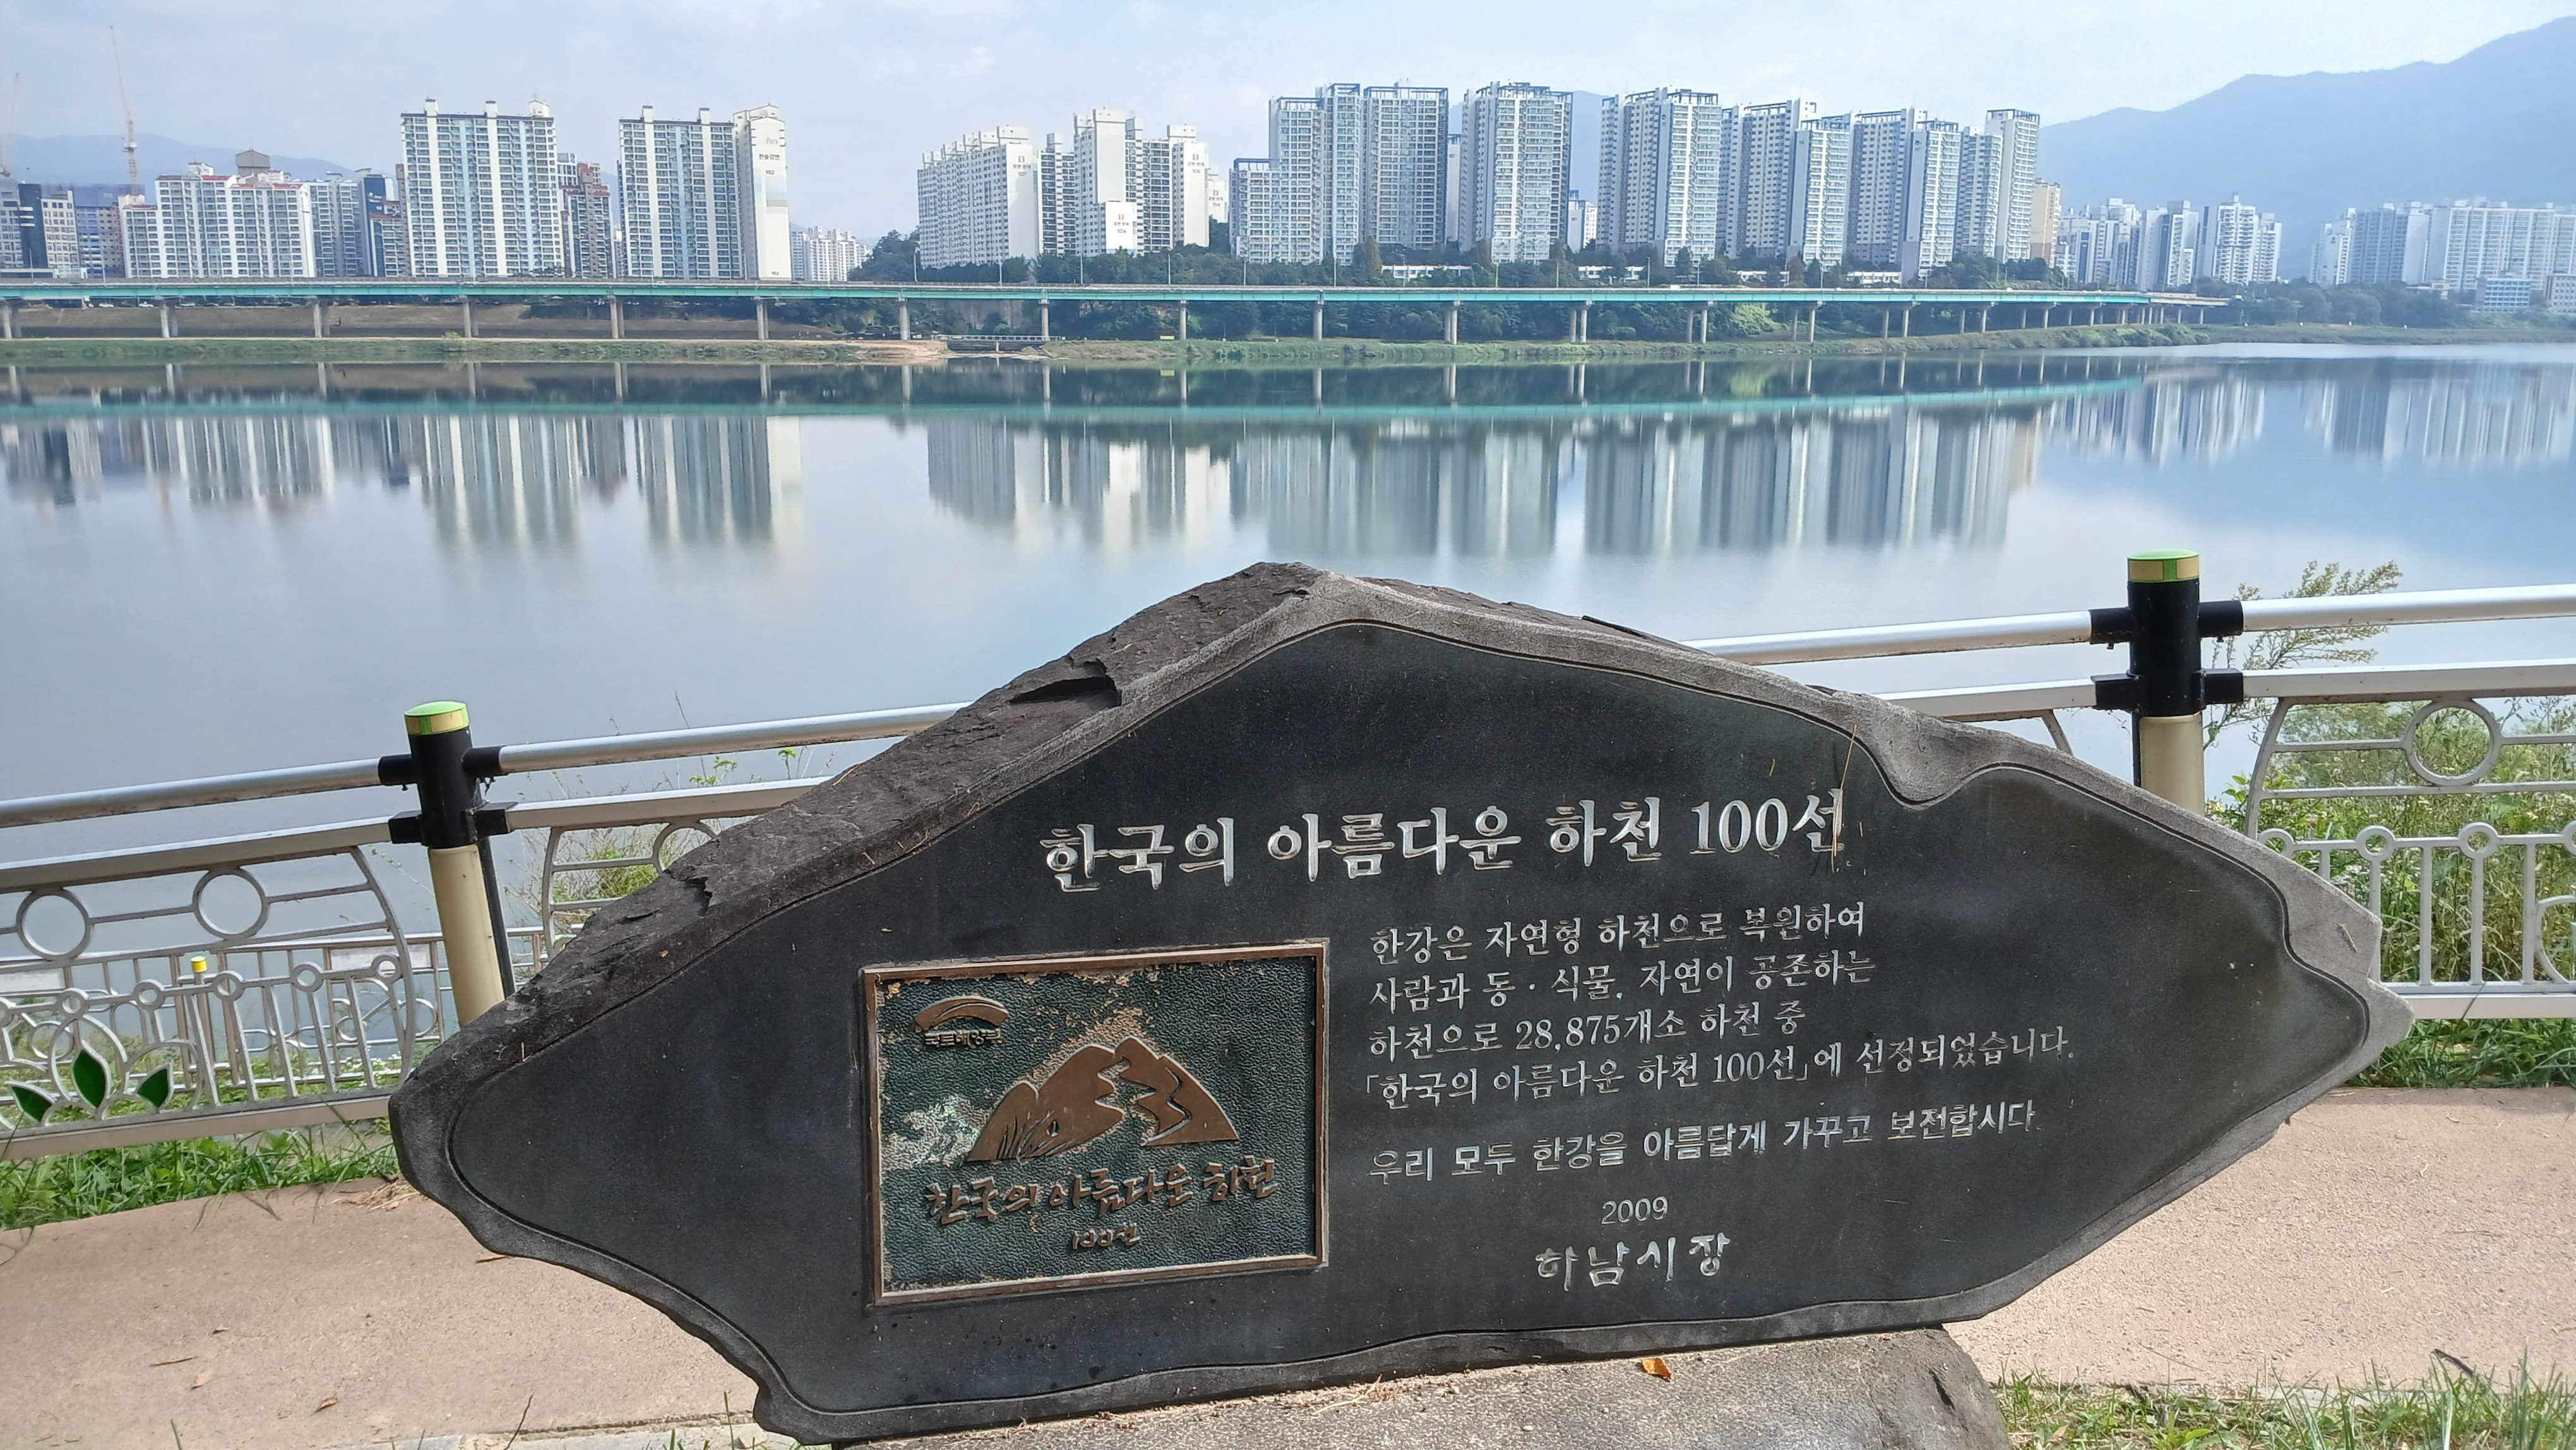 한국의 아름다운 하천 100선
한강은 자연형 하천으로 복원하여
사람과 동·식물, 자연이 공존하는
하천으로 28,875개소 하천 중
「한국의 아름다운 하천 100선」에 선정되었습니다.
우리 모두 한강을 아름답게 가꾸고 보전합시다.
2009
하남시장
국토해양부
한국의 아름다운 하천
100선